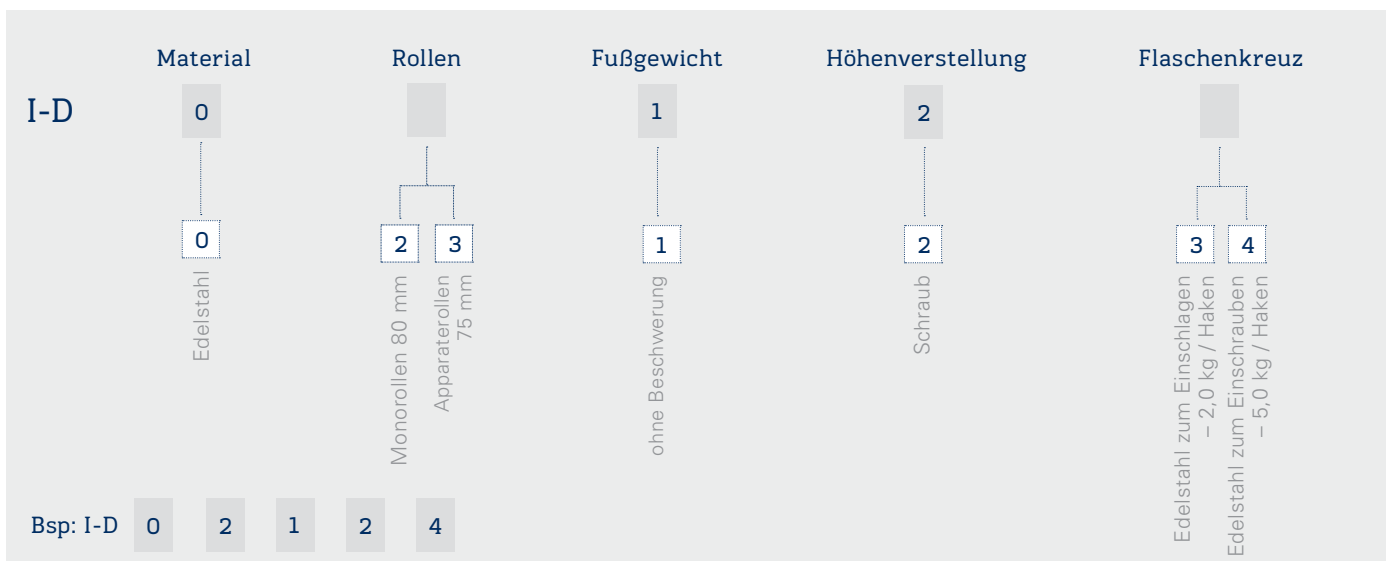 Material Rollen Fußgewicht Höhenverstellung Flaschenkreuz
I-D 0 1 2
0 2 3 1 2 3 4
Edelstahl
Monorollen 80 mm
Apparaterollen
75 mm
ohne Beschwerung
Schraub
Edelstahl zum Einschlagen
– 2,0 kg / Haken
Edelstahl zum Einschrauben
– 5,0 kg / Haken
Bsp: I-D 0 2 1 2 4